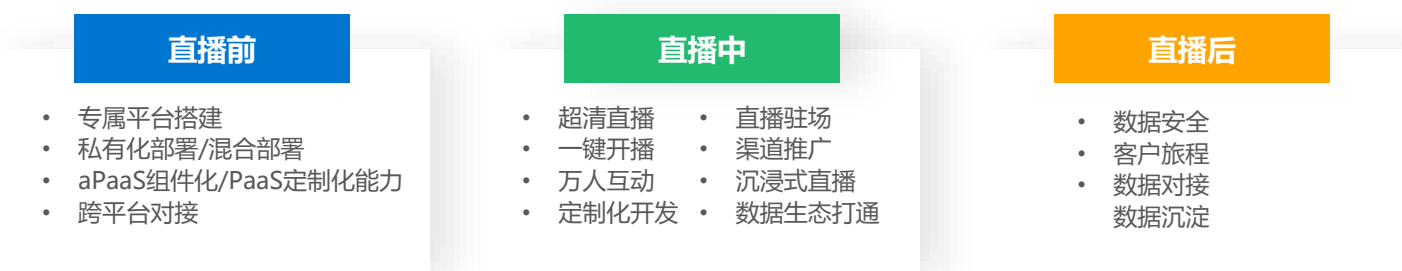 直播前
• 专属平台搭建
• 私有化部署/混合部署
• aPaaS组件化/PaaS定制化能力
• 跨平台对接
直播中
• 超清直播
• 一键开播
• 万人互动
• 定制化开发
• 直播驻场
• 渠道推广
• 沉浸式直播
• 数据生态打通
直播后
• 数据安全
• 客户旅程
• 数据对接
数据沉淀